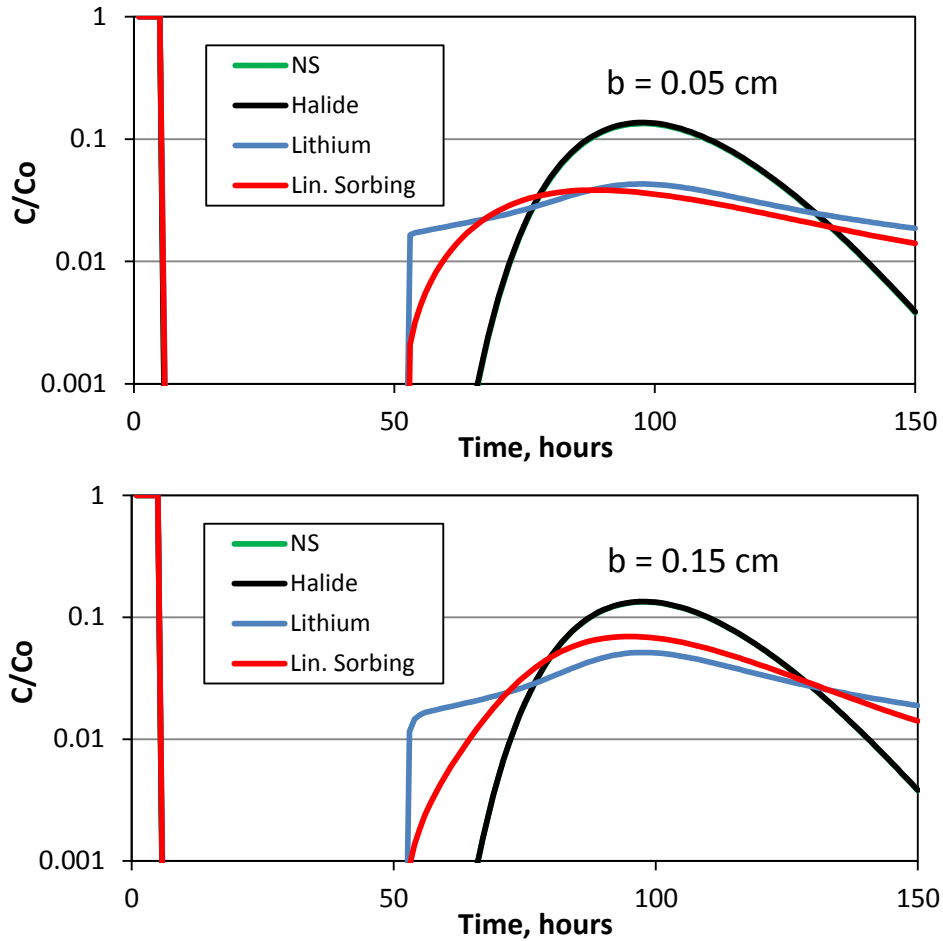 1
NS
Halide
Lithium
Lin. Sorbing
b = 0.05 cm
0.1
C/Co
0.01
0.001
0 50 100 150
Time, hours
1
NS
Halide
Lithium
Lin. Sorbing
b = 0.15 cm
0.1
C/Co
0.01
0.001
0 50 100 150
Time, hours